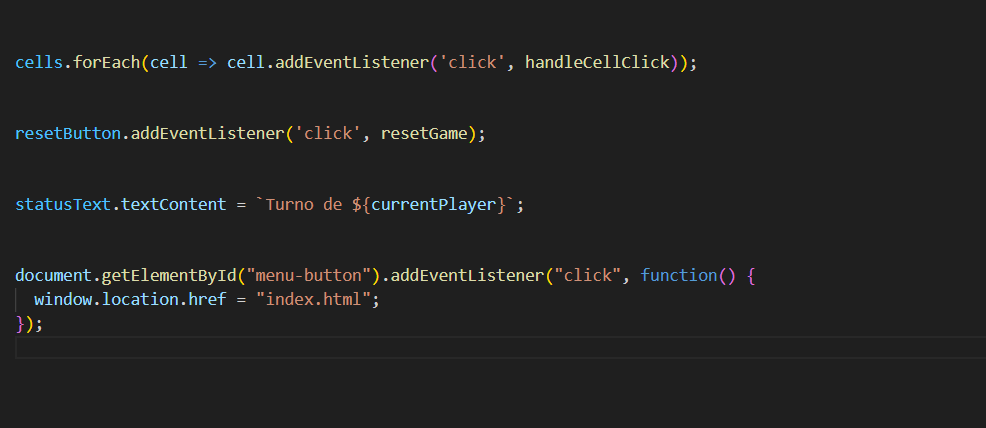 cells.forEach(cell => cell.addEventListener('click', handleCellClick));
resetButton.addEventListener('click', resetGame);
statusText.textContent = `Turno de ${currentPlayer}`;
document.getElementById("menu-button").addEventListener("click", function() {
  window.location.href = "index.html";
});